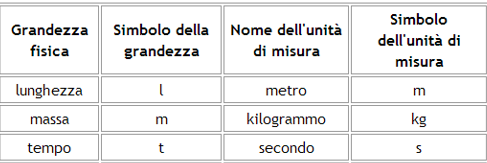 Grandezza fisica | Simbolo della grandezza | Nome dell'unità di misura | Simbolo dell'unità di misura
lunghezza | l | metro | m
massa | m | kilogrammo | kg
tempo | t | secondo | s